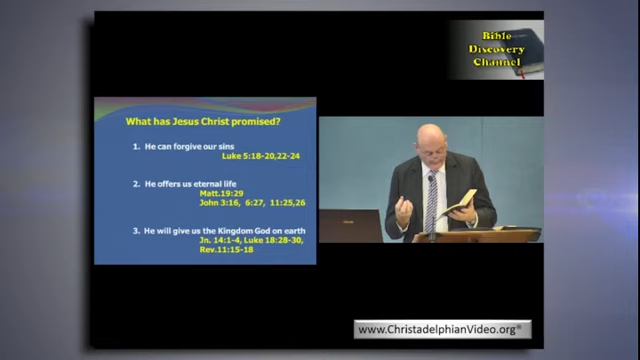 Bible
Discovery
Channel
What has Jesus Christ promised?
1. He can forgive our sins
Luke 5:18-20,22-24
2. He offers us eternal life
Matt.19:29
John 3:16, 6:27, 11:25,26
3. He will give us the Kingdom God on earth
Jn. 14:1-4, Luke 18:28-30,
Rev.11:15-18
www.ChristadelphianVideo.org®